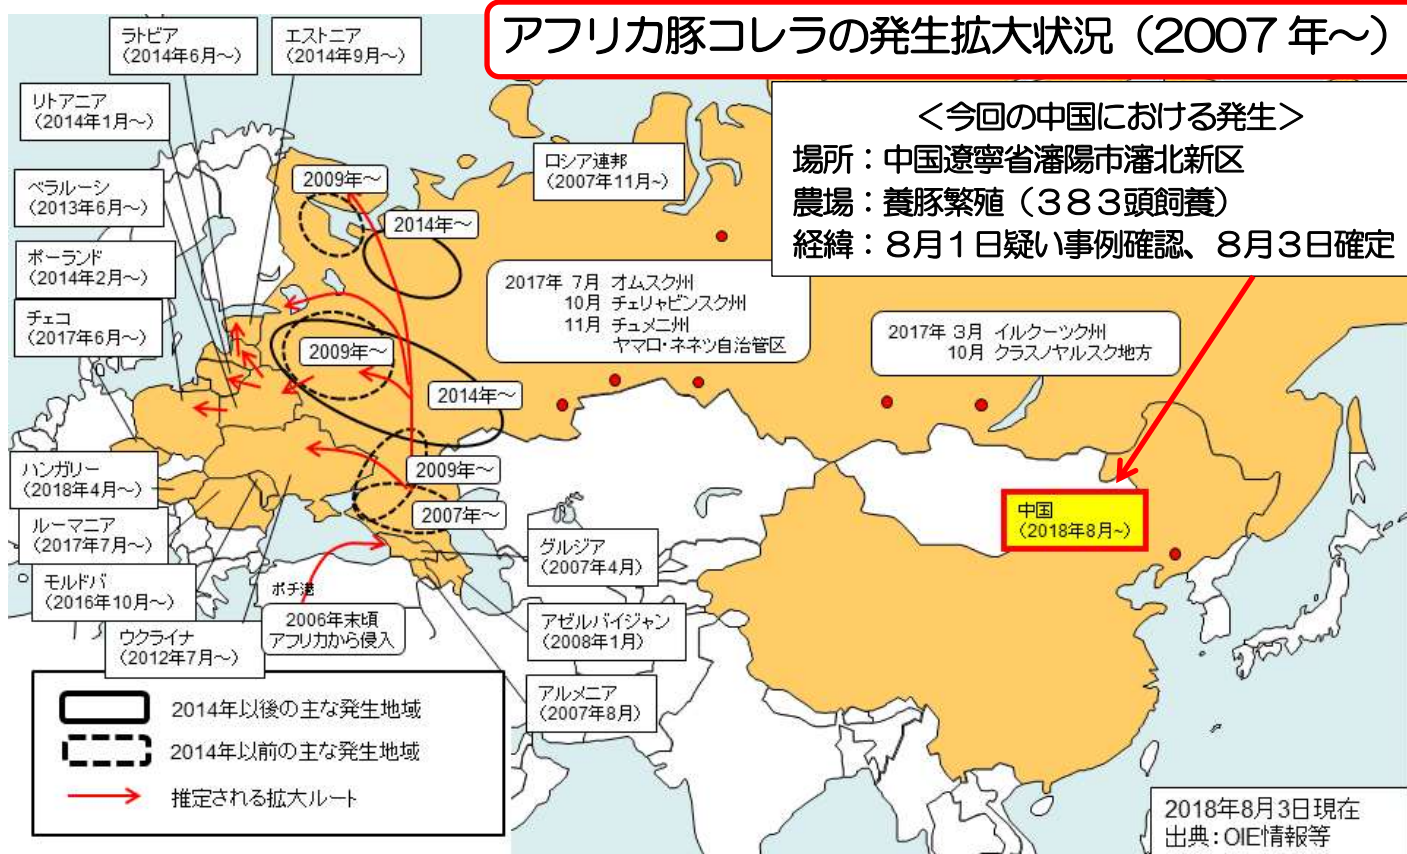 アフリカ豚コレラの発生拡大状況（2007年～）
＜今回の中国における発生＞
場所：中国遼寧省瀋陽市瀋北新区
農場：養豚繁殖（３８３頭飼養）
経緯：８月１日疑い事例確認、８月３日確定
ラトビア
（2014年6月～）
エストニア
（2014年9月～）
リトアニア
（2014年1月～）
ベラルーシ
（2013年6月～）
ポーランド
（2014年2月～）
チェコ
（2017年6月～）
ハンガリー
（2018年4月～）
ルーマニア
（2017年7月～）
モルドバ
（2016年10月～）
ウクライナ
（2012年7月～）
ロシア連邦
（2007年11月~）
2009年～
2014年～
2009年～
2014年～
2009年～
2007年～
2017年 7月 オムスク州
10月 チェリャビンスク州
11月 チュメニ州
ヤマロ・ネネツ自治管区
2017年 3月 イルクーツク州
10月 クラスノヤルスク地方
中国
（2018年8月~）
グルジア
（2007年4月）
アゼルバイジャン
（2008年1月）
アルメニア
（2007年8月）
ポチ港
2006年末頃
アフリカから侵入
2014年以後の主な発生地域
2014年以前の主な発生地域
推定される拡大ルート
2018年8月3日現在
出典：OIE情報等